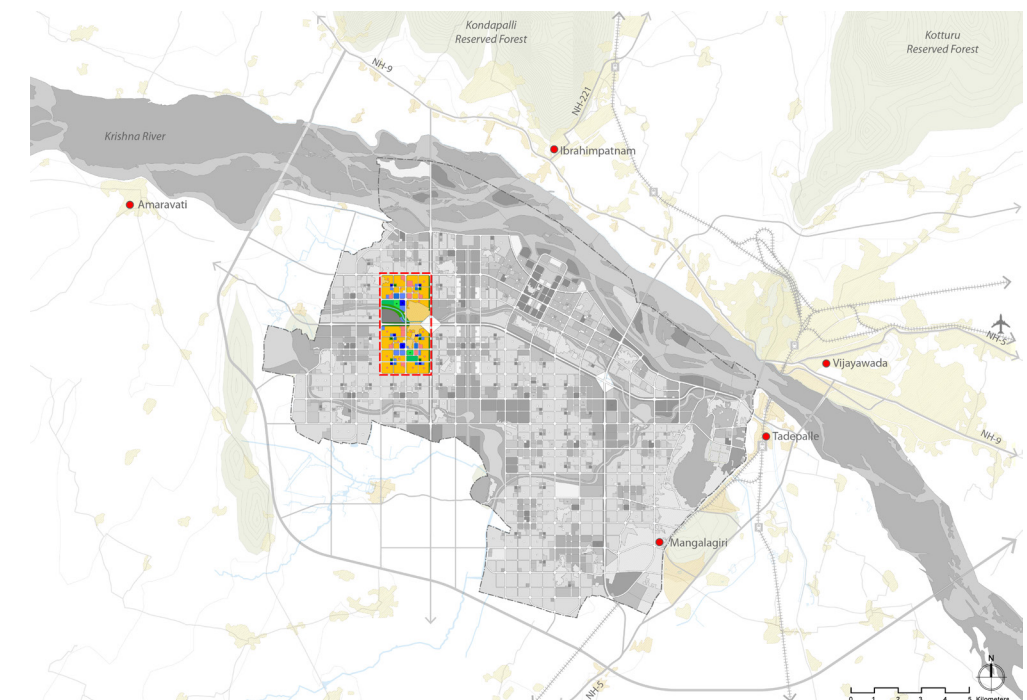 Kondapalli
Reserved Forest
Kotturu
Reserved Forest
NH-9
NH-221
Krishna River
Ibrahimpatnam
Amaravati
NH-5
Vijayawada
NH-9
Tadepalle
Mangalagiri
NH-5
N
0 1 2 3 4 5 Kilometers